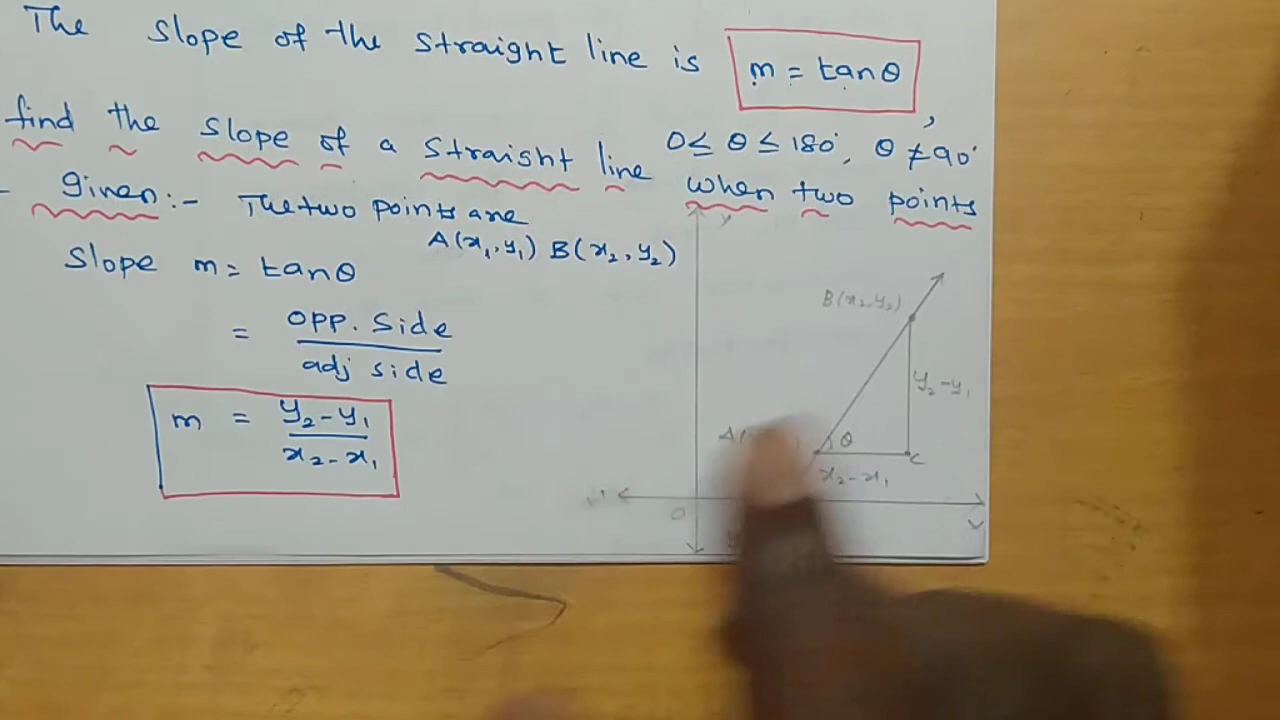 The slope of the straight line is m = tanθ,
0 ≤ θ ≤ 180°, θ ≠ 90°
find the slope of a straisht line when two points
Given:- The two points are
A(x₁, y₁) B(x₂, y₂)
Slope m = tanθ
= opp. side / adj side
m = y₂ - y₁ / x₂ - x₁
y
B(x₂, y₂)
y₂ - y₁
A(
θ
C
x₂ - x₁
O